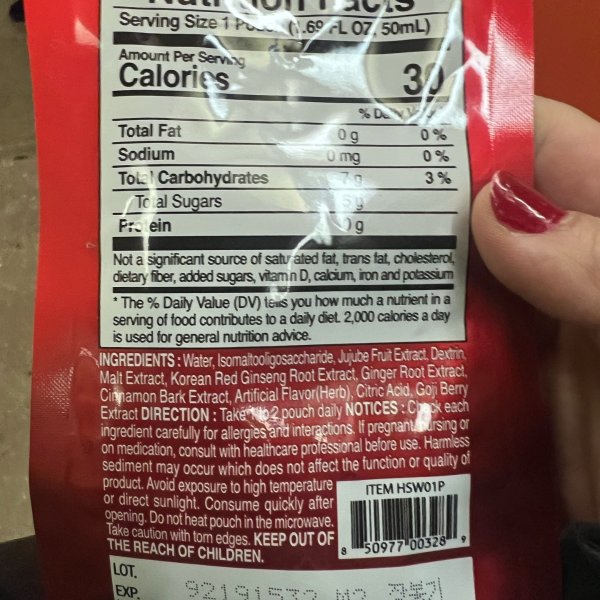 Nutrition Facts
Serving Size 1 Pouch (1.69 FL OZ, 50mL)
Amount Per Serving
Calories 30
% Daily Value
Total Fat 0 g 0 %
Sodium 0 mg 0 %
Total Carbohydrates 7 g 3 %
Total Sugars g
Protein 0 g
Not a significant source of saturated fat, trans fat, cholesterol,
dietary fiber, added sugars, vitamin D, calcium, iron and potassium
* The % Daily Value (DV) tells you how much a nutrient in a
serving of food contributes to a daily diet. 2,000 calories a day
is used for general nutrition advice.
INGREDIENTS : Water, Isomaltooligosaccharide, Jujube Fruit Extract, Dextrin,
Malt Extract, Korean Red Ginseng Root Extract, Ginger Root Extract,
Cinnamon Bark Extract, Artificial Flavor(Herb), Citric Acid, Goji Berry
Extract DIRECTION : Take 1 to 2 pouch daily NOTICES : Check each
ingredient carefully for allergies and interactions. If pregnant, nursing or
on medication, consult with healthcare professional before use. Harmless
sediment may occur which does not affect the function or quality of
product. Avoid exposure to high temperature
or direct sunlight. Consume quickly after
opening. Do not heat pouch in the microwave.
Take caution with torn edges. KEEP OUT OF
THE REACH OF CHILDREN.
ITEM HSW01P
8 50977 00328 9
LOT.
EXP.